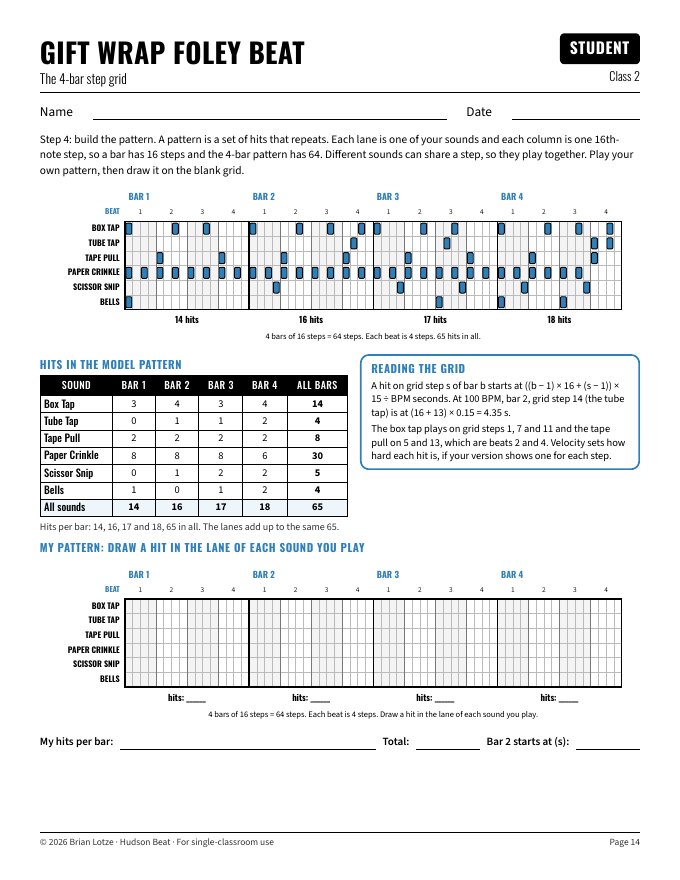 GIFT WRAP FOLEY BEAT
STUDENT
The 4-bar step grid
Class 2
Name
Date
Step 4: build the pattern. A pattern is a set of hits that repeats. Each lane is one of your sounds and each column is one 16th-
note step, so a bar has 16 steps and the 4-bar pattern has 64. Different sounds can share a step, so they play together. Play your
own pattern, then draw it on the blank grid.
BAR 1 BAR 2 BAR 3 BAR 4
BEAT 1 2 3 4 1 2 3 4 1 2 3 4 1 2 3 4
BOX TAP
TUBE TAP
TAPE PULL
PAPER CRINKLE
SCISSOR SNIP
BELLS
14 hits 16 hits 17 hits 18 hits
4 bars of 16 steps = 64 steps. Each beat is 4 steps. 65 hits in all.
HITS IN THE MODEL PATTERN
SOUND BAR 1 BAR 2 BAR 3 BAR 4 ALL BARS
Box Tap 3 4 3 4 14
Tube Tap 0 1 1 2 4
Tape Pull 2 2 2 2 8
Paper Crinkle 8 8 8 6 30
Scissor Snip 0 1 2 2 5
Bells 1 0 1 2 4
All sounds 14 16 17 18 65
Hits per bar: 14, 16, 17 and 18, 65 in all. The lanes add up to the same 65.
READING THE GRID
A hit on grid step s of bar b starts at ((b − 1) × 16 + (s − 1)) ×
15 ÷ BPM seconds. At 100 BPM, bar 2, grid step 14 (the tube
tap) is at (16 + 13) × 0.15 = 4.35 s.
The box tap plays on grid steps 1, 7 and 11 and the tape
pull on 5 and 13, which are beats 2 and 4. Velocity sets how
hard each hit is, if your version shows one for each step.
MY PATTERN: DRAW A HIT IN THE LANE OF EACH SOUND YOU PLAY
BAR 1 BAR 2 BAR 3 BAR 4
BEAT 1 2 3 4 1 2 3 4 1 2 3 4 1 2 3 4
BOX TAP
TUBE TAP
TAPE PULL
PAPER CRINKLE
SCISSOR SNIP
BELLS
hits: ____ hits: ____ hits: ____ hits: ____
4 bars of 16 steps = 64 steps. Each beat is 4 steps. Draw a hit in the lane of each sound you play.
My hits per bar: Total: Bar 2 starts at (s):
© 2026 Brian Lotze · Hudson Beat · For single-classroom use
Page 14